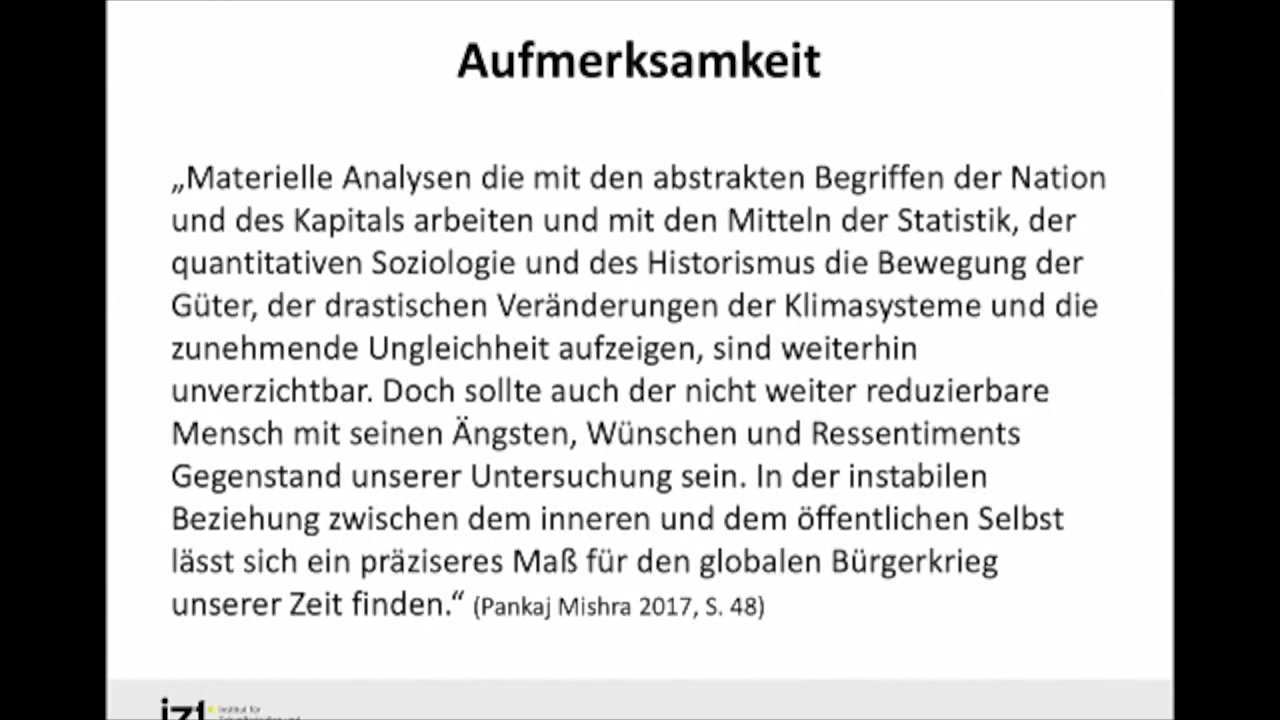 Aufmerksamkeit
„Materielle Analysen die mit den abstrakten Begriffen der Nation
und des Kapitals arbeiten und mit den Mitteln der Statistik, der
quantitativen Soziologie und des Historismus die Bewegung der
Güter, der drastischen Veränderungen der Klimasysteme und die
zunehmende Ungleichheit aufzeigen, sind weiterhin
unverzichtbar. Doch sollte auch der nicht weiter reduzierbare
Mensch mit seinen Ängsten, Wünschen und Ressentiments
Gegenstand unserer Untersuchung sein. In der instabilen
Beziehung zwischen dem inneren und dem öffentlichen Selbst
lässt sich ein präziseres Maß für den globalen Bürgerkrieg
unserer Zeit finden.“ (Pankaj Mishra 2017, S. 48)
izt Institut für